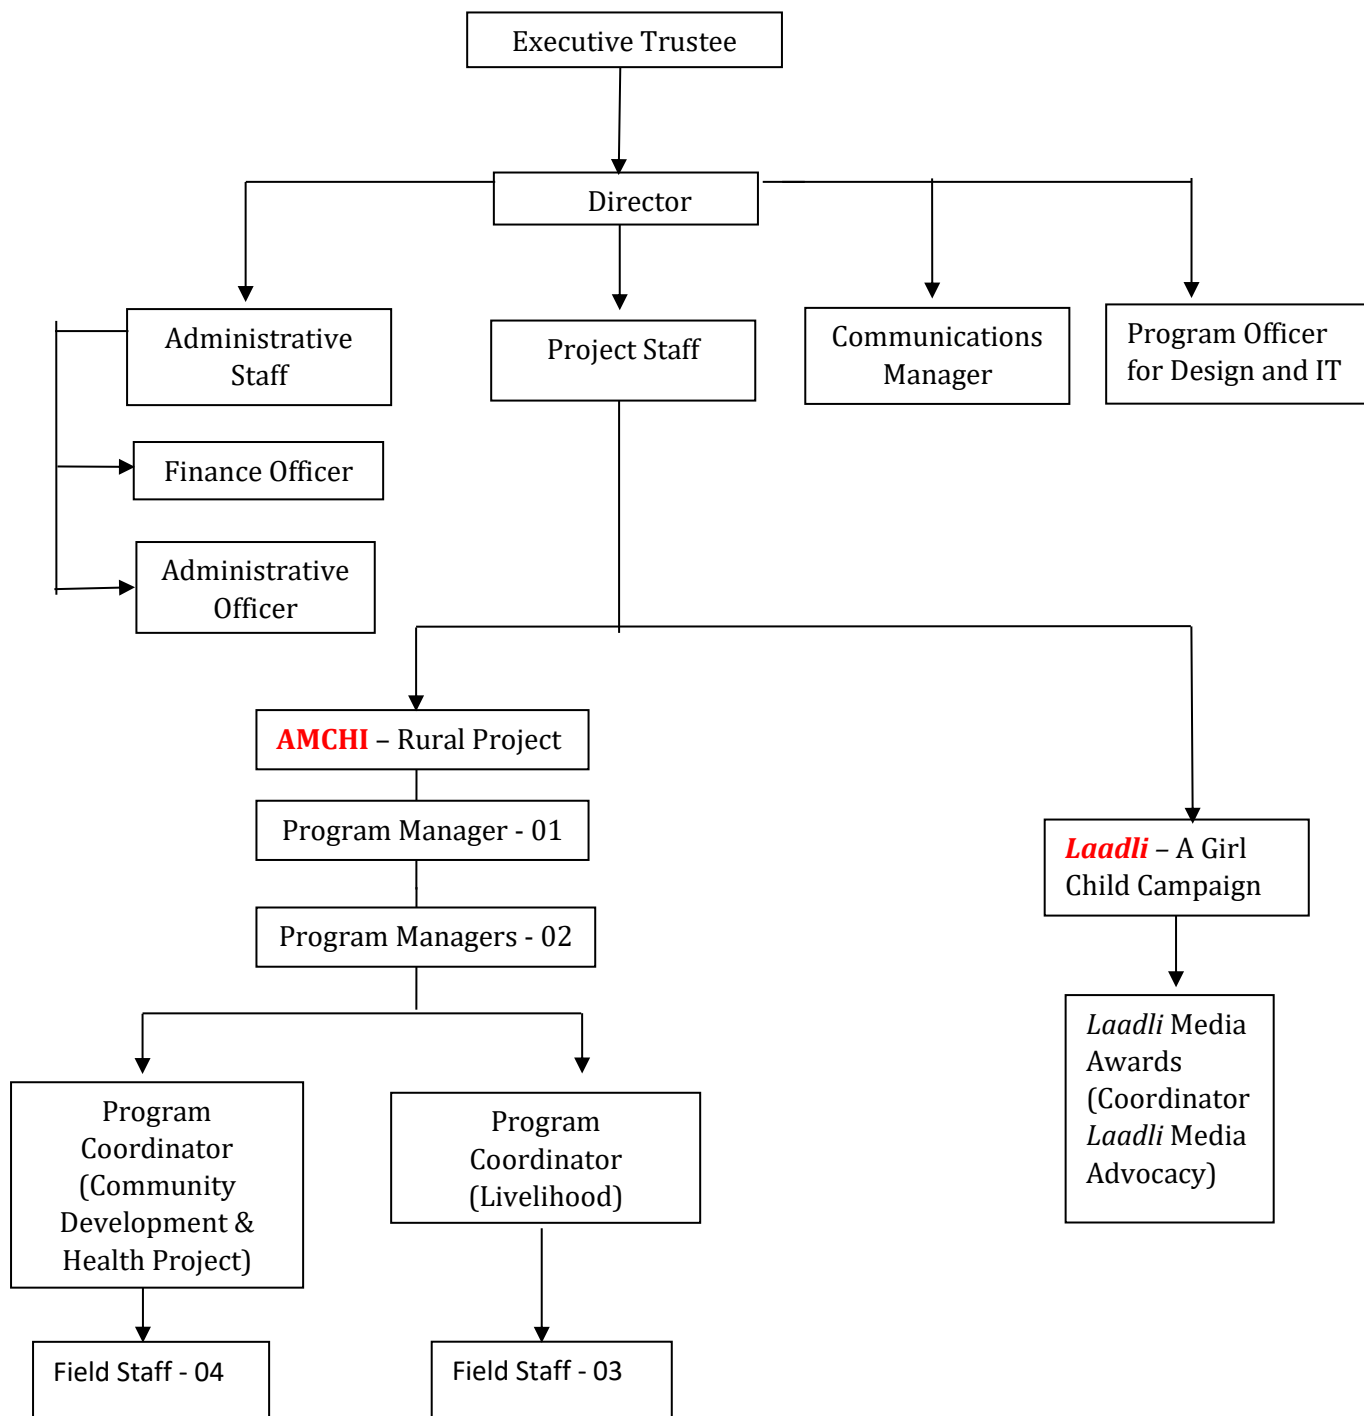 Executive Trustee
Director
Administrative
Staff
Project Staff
Communications
Manager
Program Officer
for Design and IT
Finance Officer
Administrative
Officer
AMCHI – Rural Project
Program Manager - 01
Program Managers - 02
Laadli – A Girl
Child Campaign
Program
Coordinator
(Community
Development &
Health Project)
Program
Coordinator
(Livelihood)
Laadli Media
Awards
(Coordinator
Laadli Media
Advocacy)
Field Staff - 04
Field Staff - 03